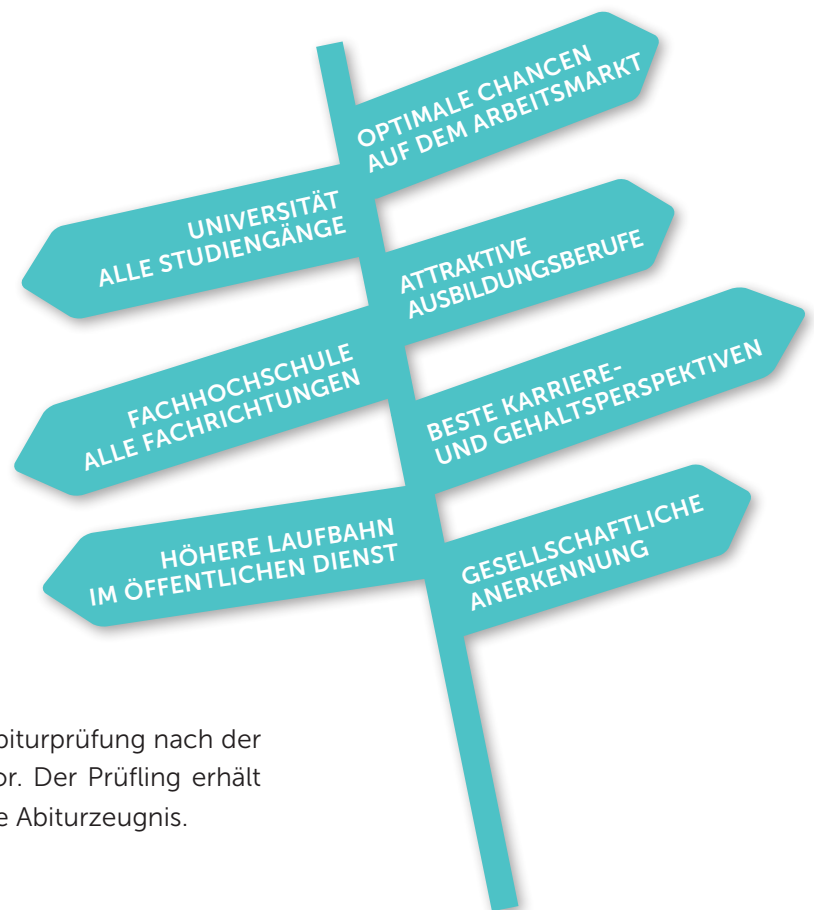 OPTIMALE CHANCEN
AUF DEM ARBEITSMARKT
UNIVERSITÄT
ALLE STUDIENGÄNGE
ATTRAKTIVE
AUSBILDUNGSBERUFE
FACHHOCHSCHULE
ALLE FACHRICHTUNGEN
BESTE KARRIERE-
UND GEHALTSPERSPEKTIVEN
HÖHERE LAUFBAHN
IM ÖFFENTLICHEN DIENST
GESELLSCHAFTLICHE
ANERKENNUNG
biturprüfung nach der
or. Der Prüfling erhält
e Abiturzeugnis.